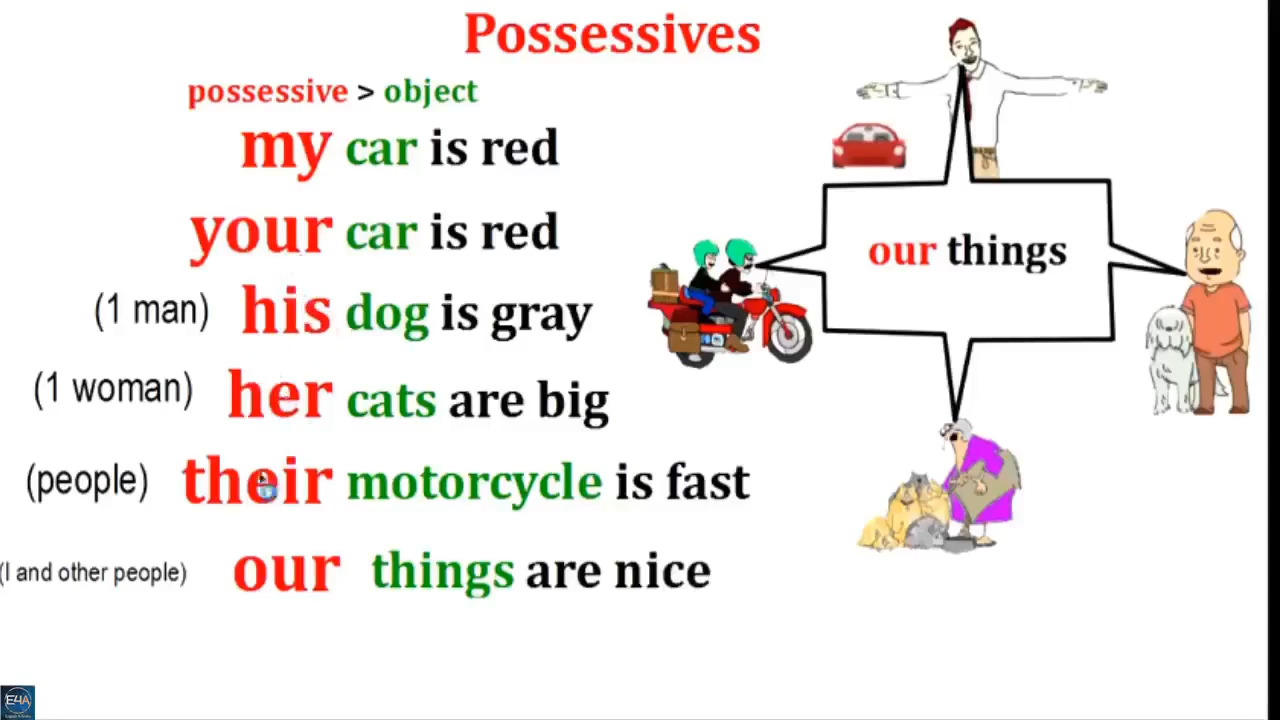 Possessives
possessive > object
my car is red
your car is red
(1 man) his dog is gray
(1 woman) her cats are big
(people) their motorcycle is fast
(I and other people) our things are nice
our things
E4A